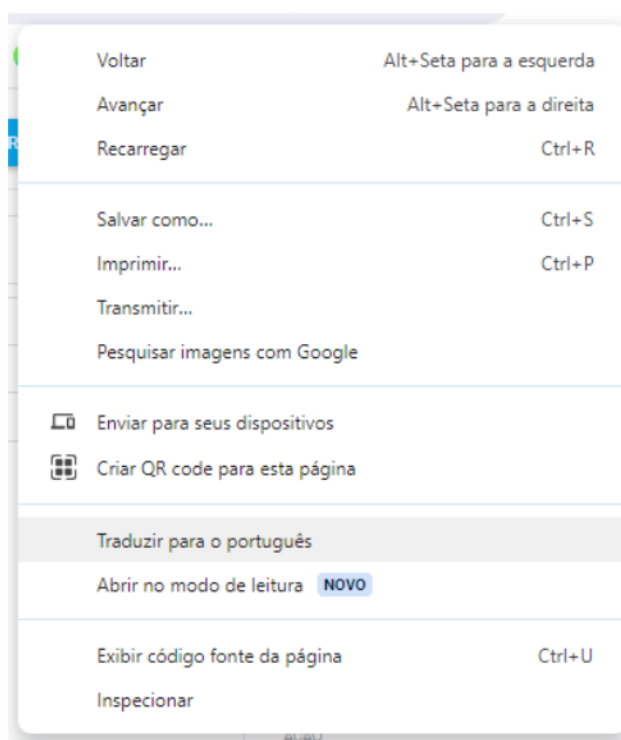 Voltar Alt+Seta para a esquerda
Avançar Alt+Seta para a direita
Recarregar Ctrl+R
Salvar como... Ctrl+S
Imprimir... Ctrl+P
Transmitir...
Pesquisar imagens com Google
Enviar para seus dispositivos
Criar QR code para esta página
Traduzir para o português
Abrir no modo de leitura NOVO
Exibir código fonte da página Ctrl+U
Inspecionar